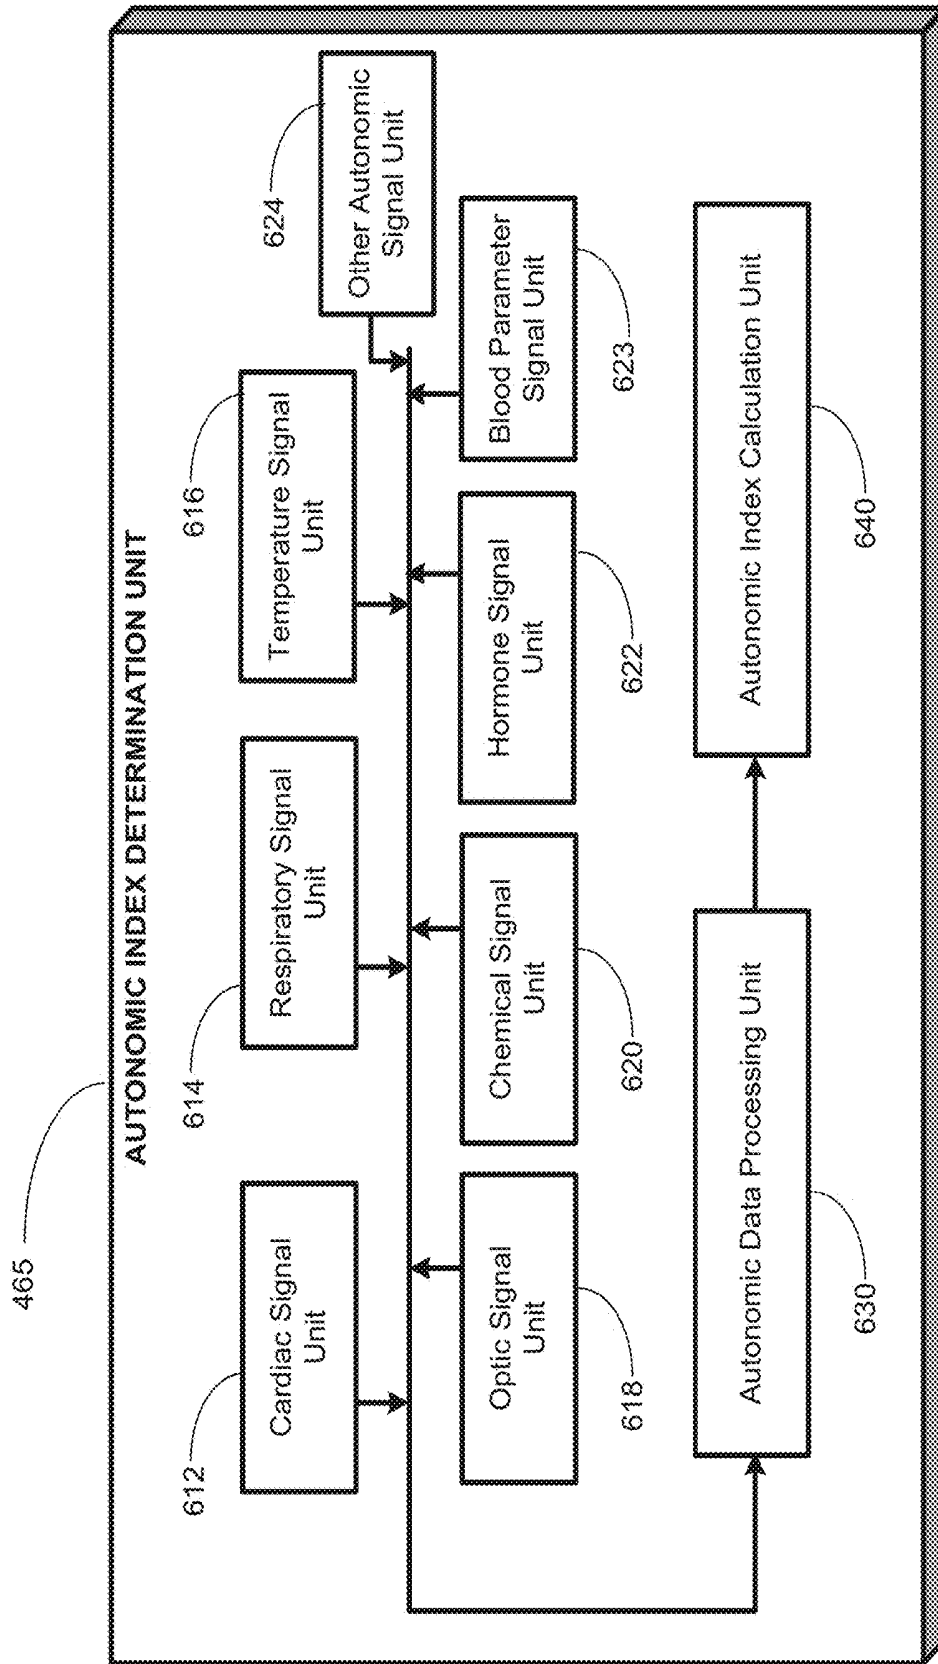 465
AUTONOMIC INDEX DETERMINATION UNIT
612
Cardiac Signal
Unit
614
Respiratory Signal
Unit
616
Temperature Signal
Unit
624
Other Autonomic
Signal Unit
Optic Signal
Unit
618
Chemical Signal
Unit
620
Hormone Signal
Unit
622
Blood Parameter
Signal Unit
623
Autonomic Data Processing Unit
630
Autonomic Index Calculation Unit
640